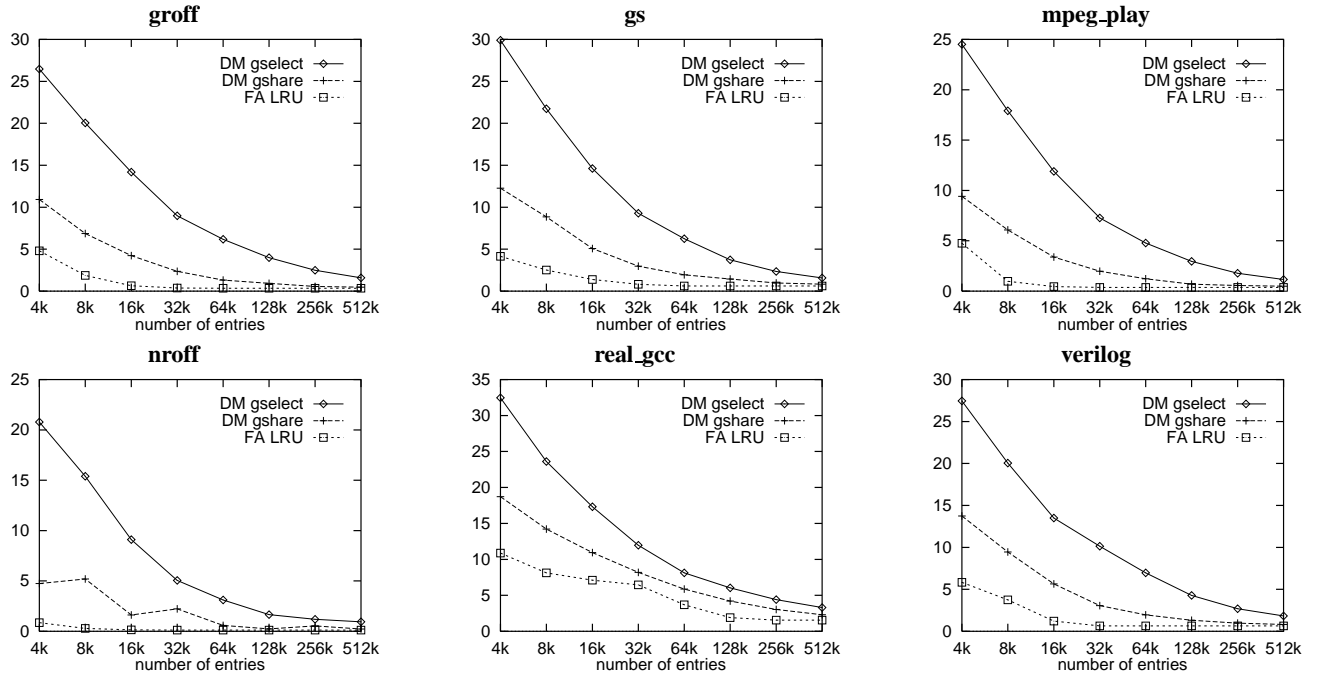 groff
30
25
20
15
10
5
0
DM gselect
DM gshare
FA LRU
4k 8k 16k 32k 64k 128k 256k 512k
number of entries
gs
30
25
20
15
10
5
0
DM gselect
DM gshare
FA LRU
4k 8k 16k 32k 64k 128k 256k 512k
number of entries
mpeg_play
25
20
15
10
5
0
DM gselect
DM gshare
FA LRU
4k 8k 16k 32k 64k 128k 256k 512k
number of entries
nroff
25
20
15
10
5
0
DM gselect
DM gshare
FA LRU
4k 8k 16k 32k 64k 128k 256k 512k
number of entries
real_gcc
35
30
25
20
15
10
5
0
DM gselect
DM gshare
FA LRU
4k 8k 16k 32k 64k 128k 256k 512k
number of entries
verilog
30
25
20
15
10
5
0
DM gselect
DM gshare
FA LRU
4k 8k 16k 32k 64k 128k 256k 512k
number of entries